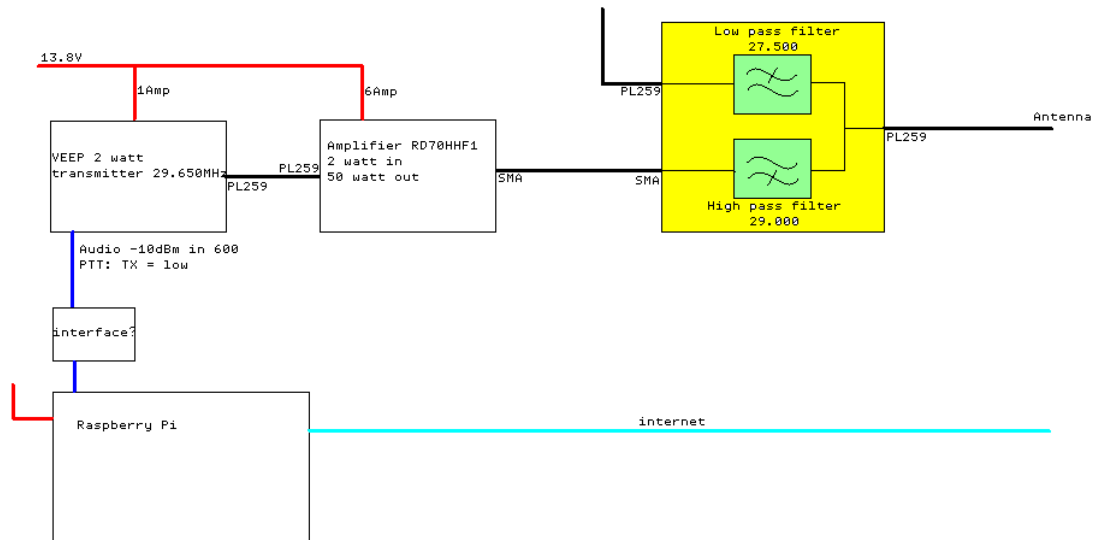 13.8V
1Amp
6Amp
VEEP 2 watt
transmitter 29.650MHz
PL259
PL259
Amplifier RD70HHF1
2 watt in
50 watt out
SMA
SMA
PL259
Low pass filter
27.500
High pass filter
29.000
PL259
Antenna
Audio -10dBm in 600
PTT: TX = low
interface?
Raspberry Pi
internet